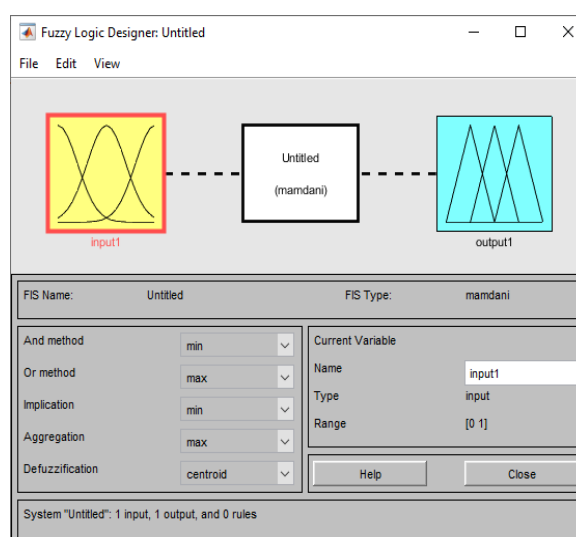 Fuzzy Logic Designer: Untitled
File Edit View
Untitled
(mamdani)
input1
output1
FIS Name: Untitled FIS Type: mamdani
And method min
Or method max
Implication min
Aggregation max
Defuzzification centroid
Current Variable
Name input1
Type input
Range [0 1]
Help Close
System "Untitled": 1 input, 1 output, and 0 rules